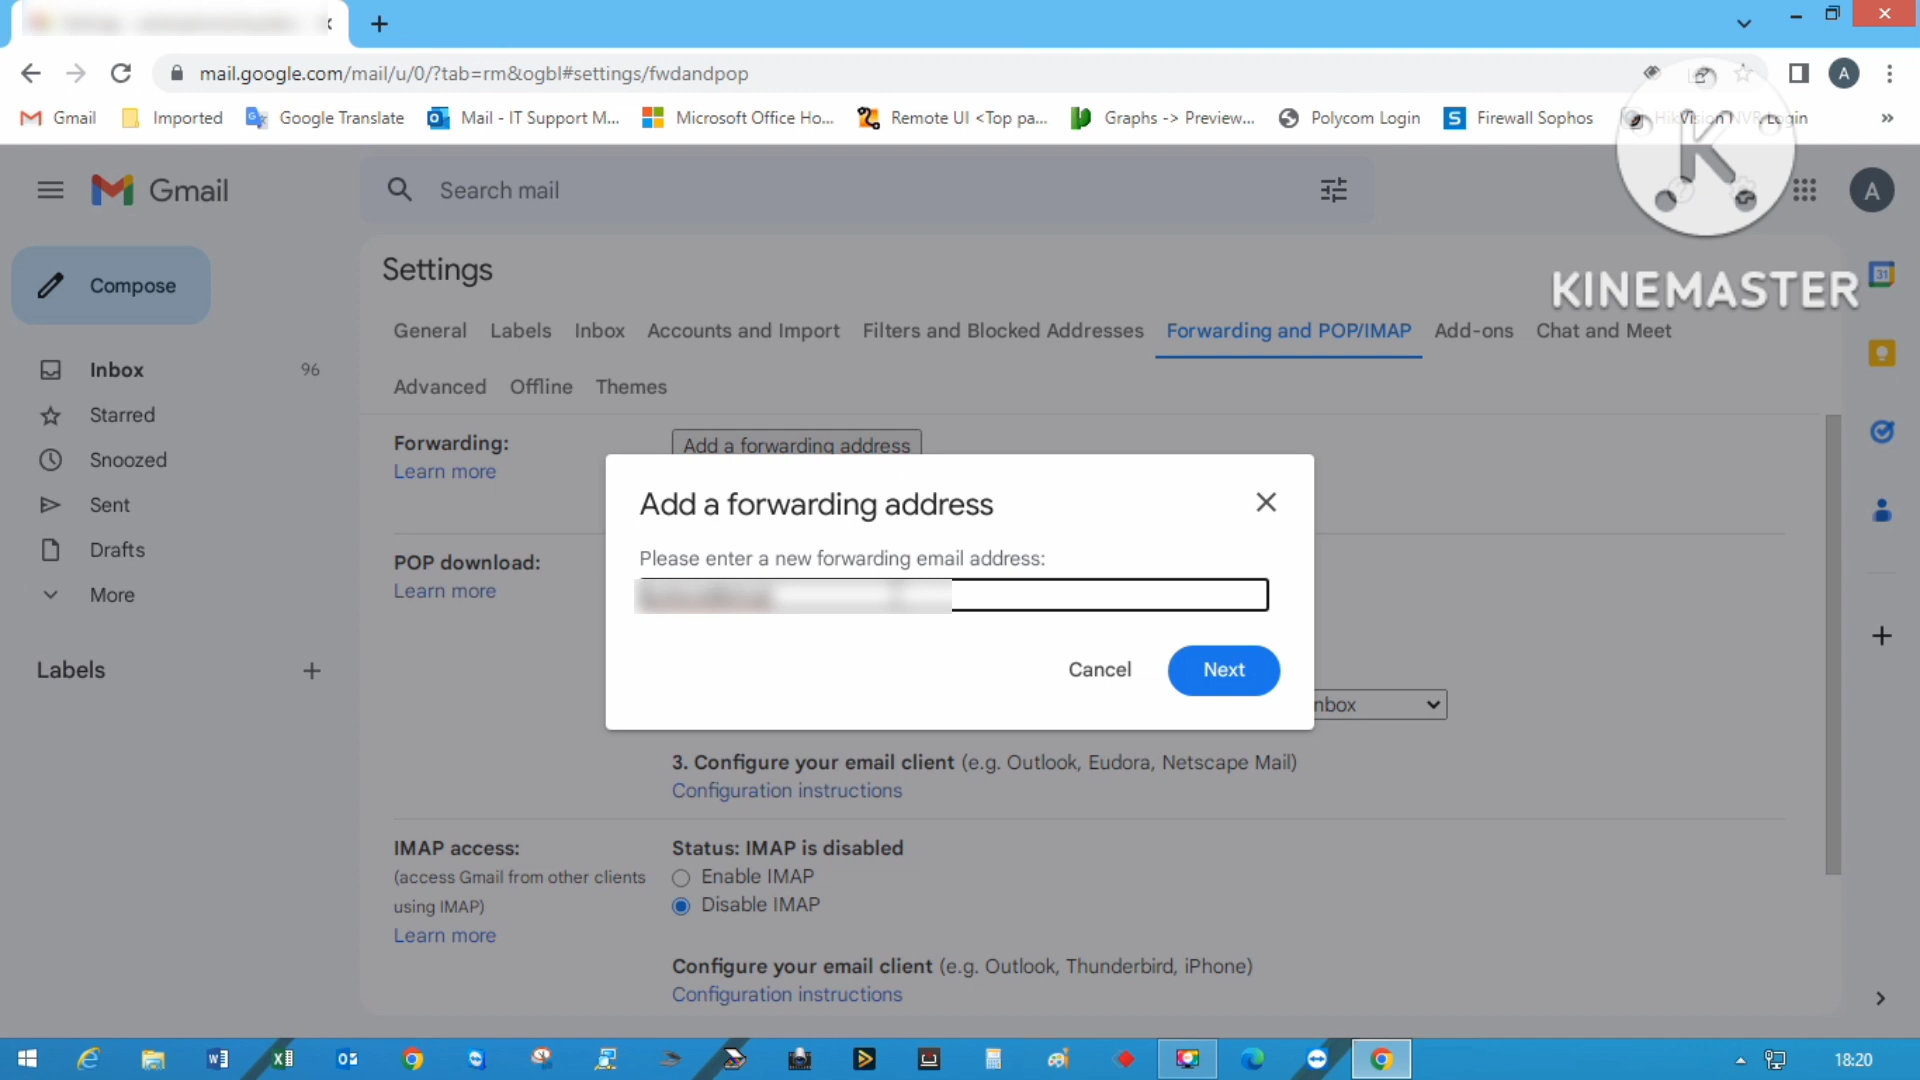 mail.google.com/mail/u/0/?tab=rm&ogbl#settings/fwdandpop
A
Gmail
Imported
Google Translate
Mail - IT Support M...
Microsoft Office Ho...
Remote UI <Top pa...
Graphs -> Preview...
Polycom Login
Firewall Sophos
HikVision NVR Login
»
K
KINEMASTER
Gmail
Search mail
A
Compose
Inbox 96
Starred
Snoozed
Sent
Drafts
More
Labels
Settings
General Labels Inbox Accounts and Import Filters and Blocked Addresses Forwarding and POP/IMAP Add-ons Chat and Meet
Advanced Offline Themes
Forwarding: Add a forwarding address
Learn more
Add a forwarding address
Please enter a new forwarding email address:
Cancel Next
POP download:
Learn more
nbox
3. Configure your email client (e.g. Outlook, Eudora, Netscape Mail)
Configuration instructions
IMAP access:
(access Gmail from other clients
using IMAP)
Learn more
Status: IMAP is disabled
Enable IMAP
Disable IMAP
Configure your email client (e.g. Outlook, Thunderbird, iPhone)
Configuration instructions
31
18:20